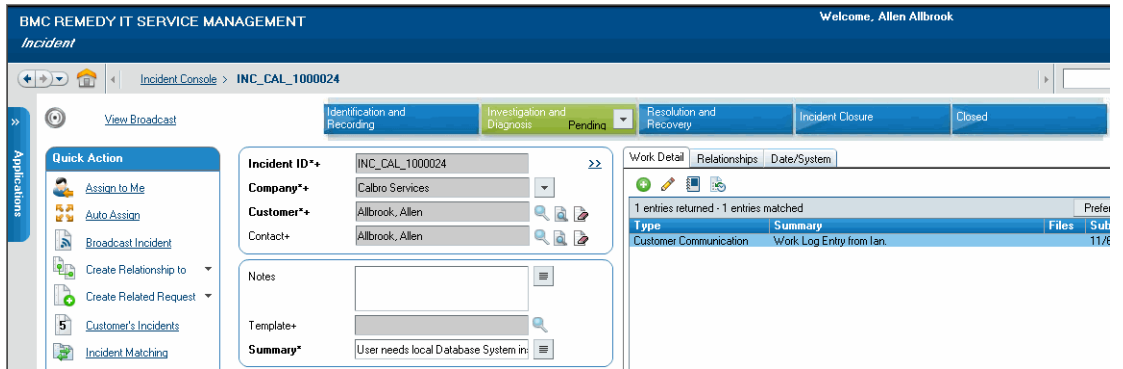 BMC REMEDY IT SERVICE MANAGEMENT
Welcome, Allen Allbrook
Incident
Incident Console > INC_CAL_1000024
Applications
View Broadcast
Identification and
Recording
Investigation and
Diagnosis Pending
Resolution and
Recovery
Incident Closure
Closed
Quick Action
Assign to Me
Auto Assign
Broadcast Incident
Create Relationship to
Create Related Request
5 Customer's Incidents
Incident Matching
Incident ID*+ INC_CAL_1000024 >>
Company*+ Calbro Services
Customer*+ Allbrook, Allen
Contact+ Allbrook, Allen
Notes
Template+
Summary* User needs local Database System in
Work Detail Relationships Date/System
1 entries returned - 1 entries matched Prefer
Type Summary Files Sub
Customer Communication Work Log Entry from Ian. 11/6